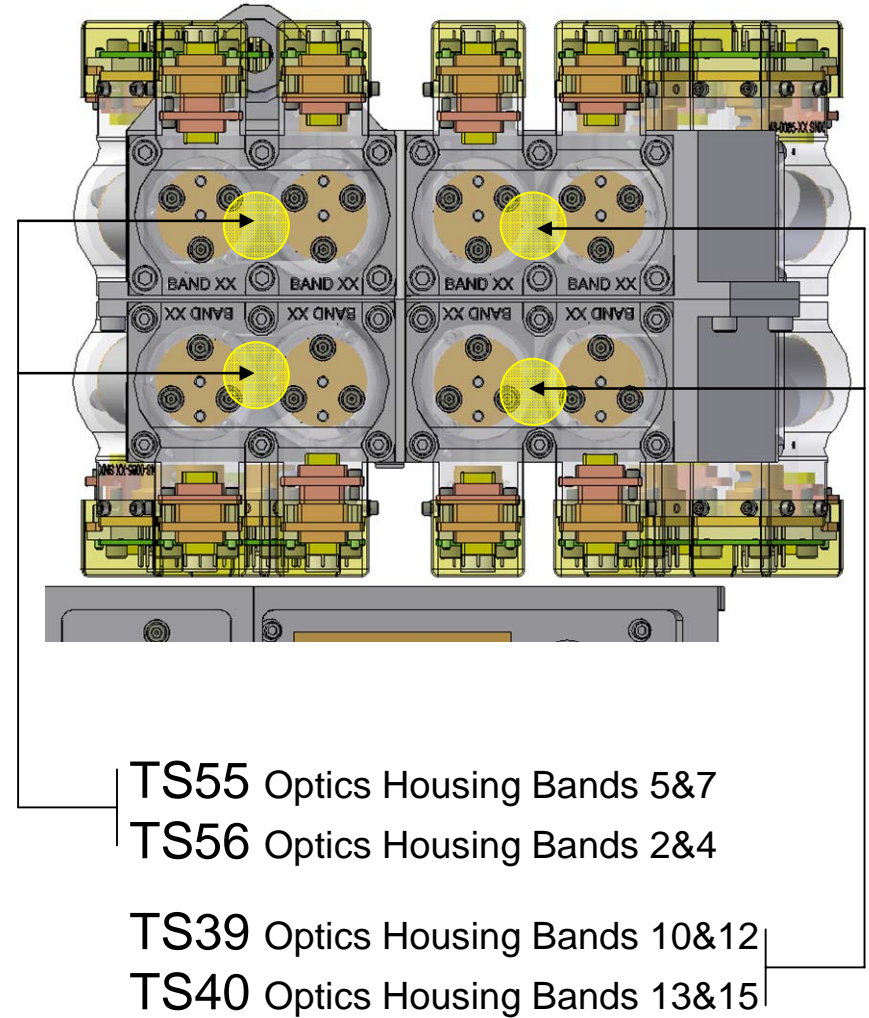 BAND XX BAND XX BAND XX BAND XX
BAND XX BAND XX BAND XX BAND XX
TS55 Optics Housing Bands 5&7
TS56 Optics Housing Bands 2&4
TS39 Optics Housing Bands 10&12
TS40 Optics Housing Bands 13&15